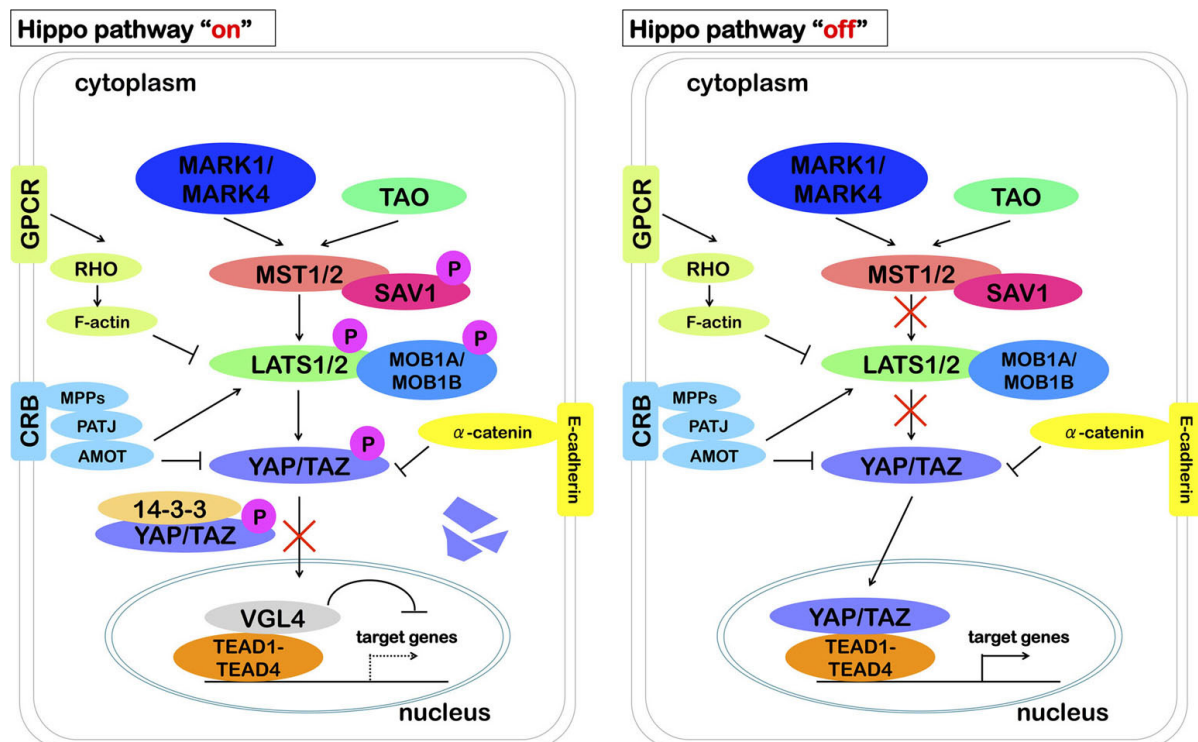 Hippo pathway “on”
cytoplasm
MARK1/
MARK4
TAO
GPCR
RHO
MST1/2
SAV1
P
F-actin
P
P
LATS1/2
MOB1A/
MOB1B
CRB
MPPs
PATJ
AMOT
P
YAP/TAZ
α-catenin
E-cadherin
14-3-3
YAP/TAZ
P
VGL4
TEAD1-
TEAD4
target genes
nucleus
Hippo pathway “off”
cytoplasm
MARK1/
MARK4
TAO
GPCR
RHO
MST1/2
SAV1
F-actin
LATS1/2
MOB1A/
MOB1B
CRB
MPPs
PATJ
AMOT
YAP/TAZ
α-catenin
E-cadherin
YAP/TAZ
TEAD1-
TEAD4
target genes
nucleus